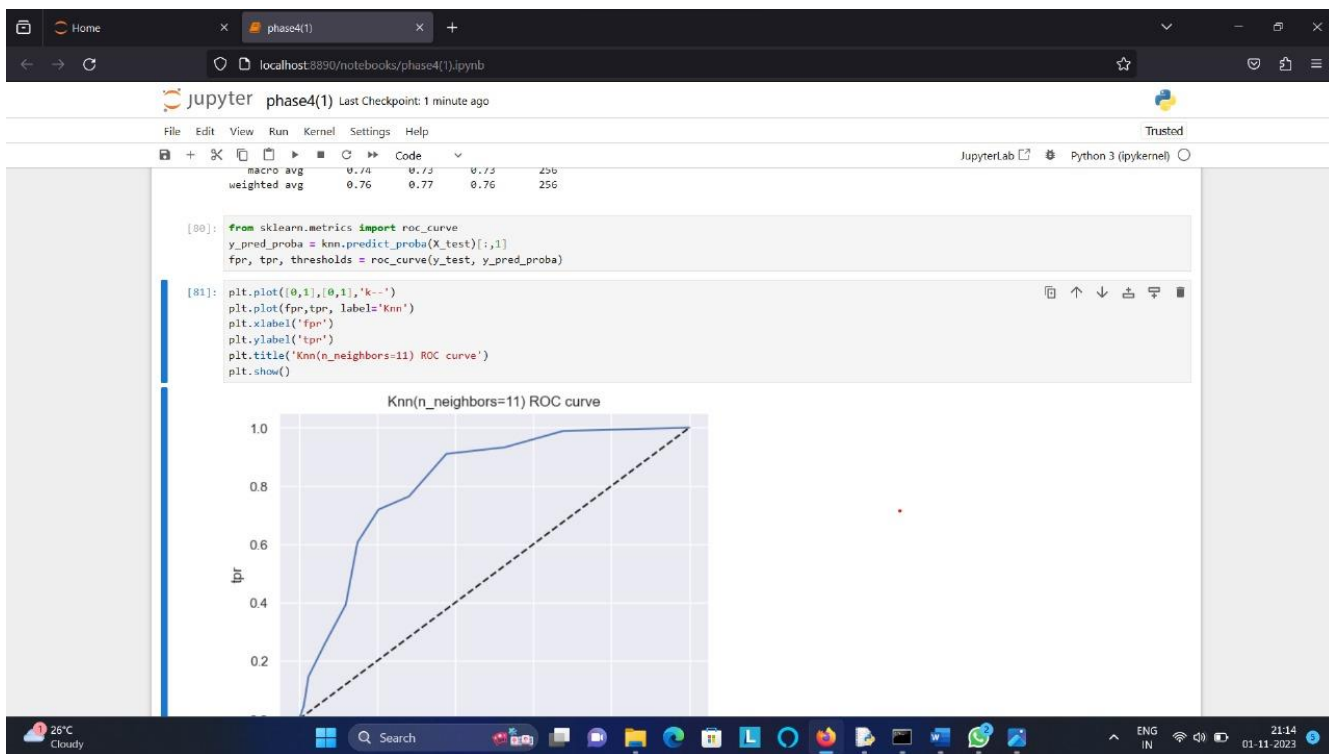 Home
phase4(1)
localhost:8890/notebooks/phase4(1).ipynb
jupyter phase4(1) Last Checkpoint: 1 minute ago
File Edit View Run Kernel Settings Help
Trusted
Code
JupyterLab
Python 3 (ipykernel)
macro avg 0.74 0.73 0.73 256
weighted avg 0.76 0.77 0.76 256
[80]: from sklearn.metrics import roc_curve
y_pred_proba = knn.predict_proba(X_test)[:,1]
fpr, tpr, thresholds = roc_curve(y_test, y_pred_proba)
[81]: plt.plot([0,1],[0,1],'k--')
plt.plot(fpr,tpr, label='Knn')
plt.xlabel('fpr')
plt.ylabel('tpr')
plt.title('Knn(n_neighbors=11) ROC curve')
plt.show()
Knn(n_neighbors=11) ROC curve
1.0
0.8
0.6
tpr
0.4
0.2
1
26°C
Cloudy
Search
L
W
2
ENG
IN
21:14
01-11-2023
5